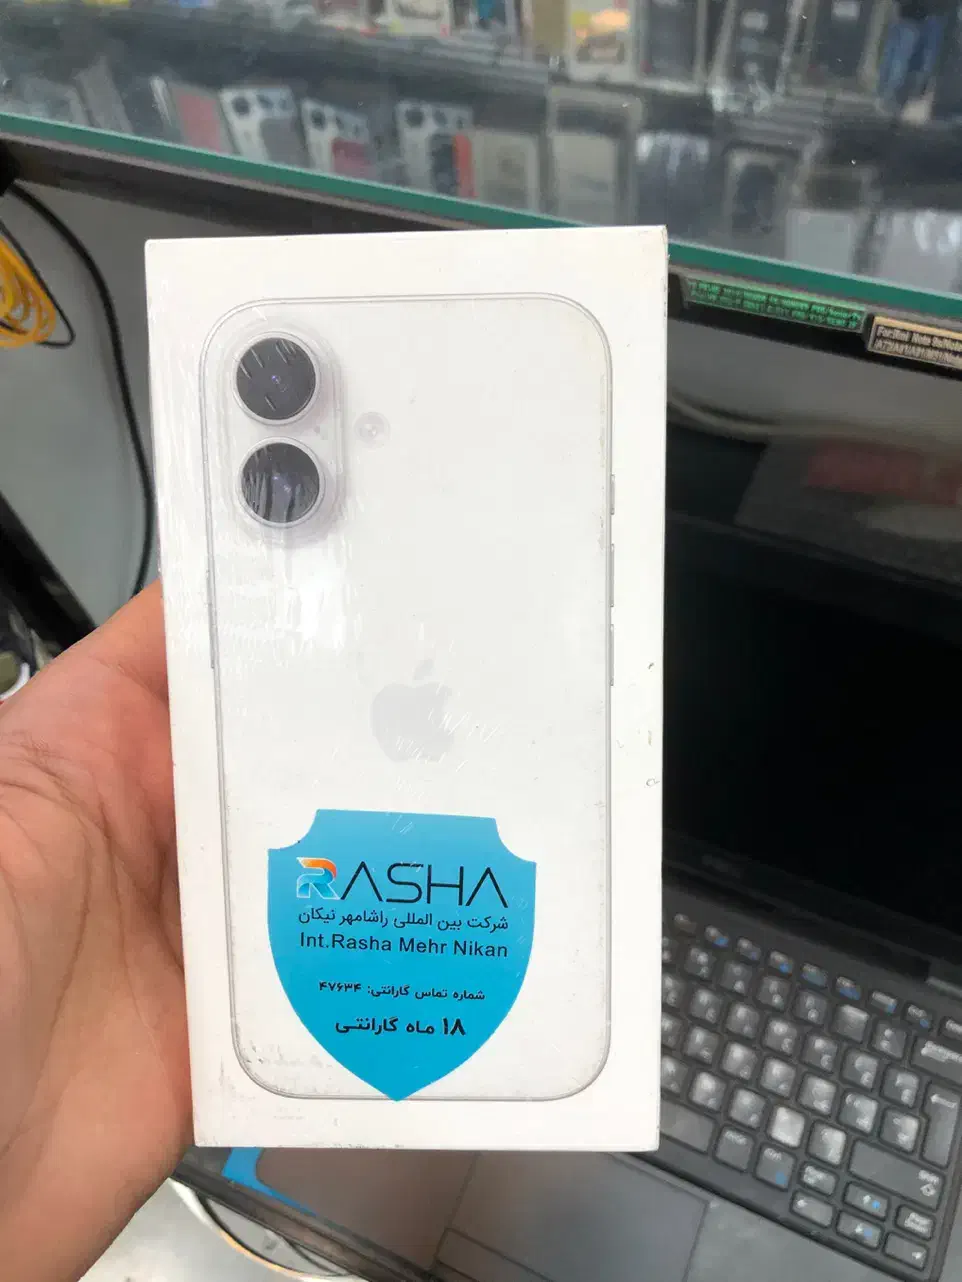 RASHA
شرکت بین المللی راشامهر نیکان
Int.Rasha Mehr Nikan
شماره تماس گارانتی: ۴۷۶۳۴
۱۸ ماه گارانتی